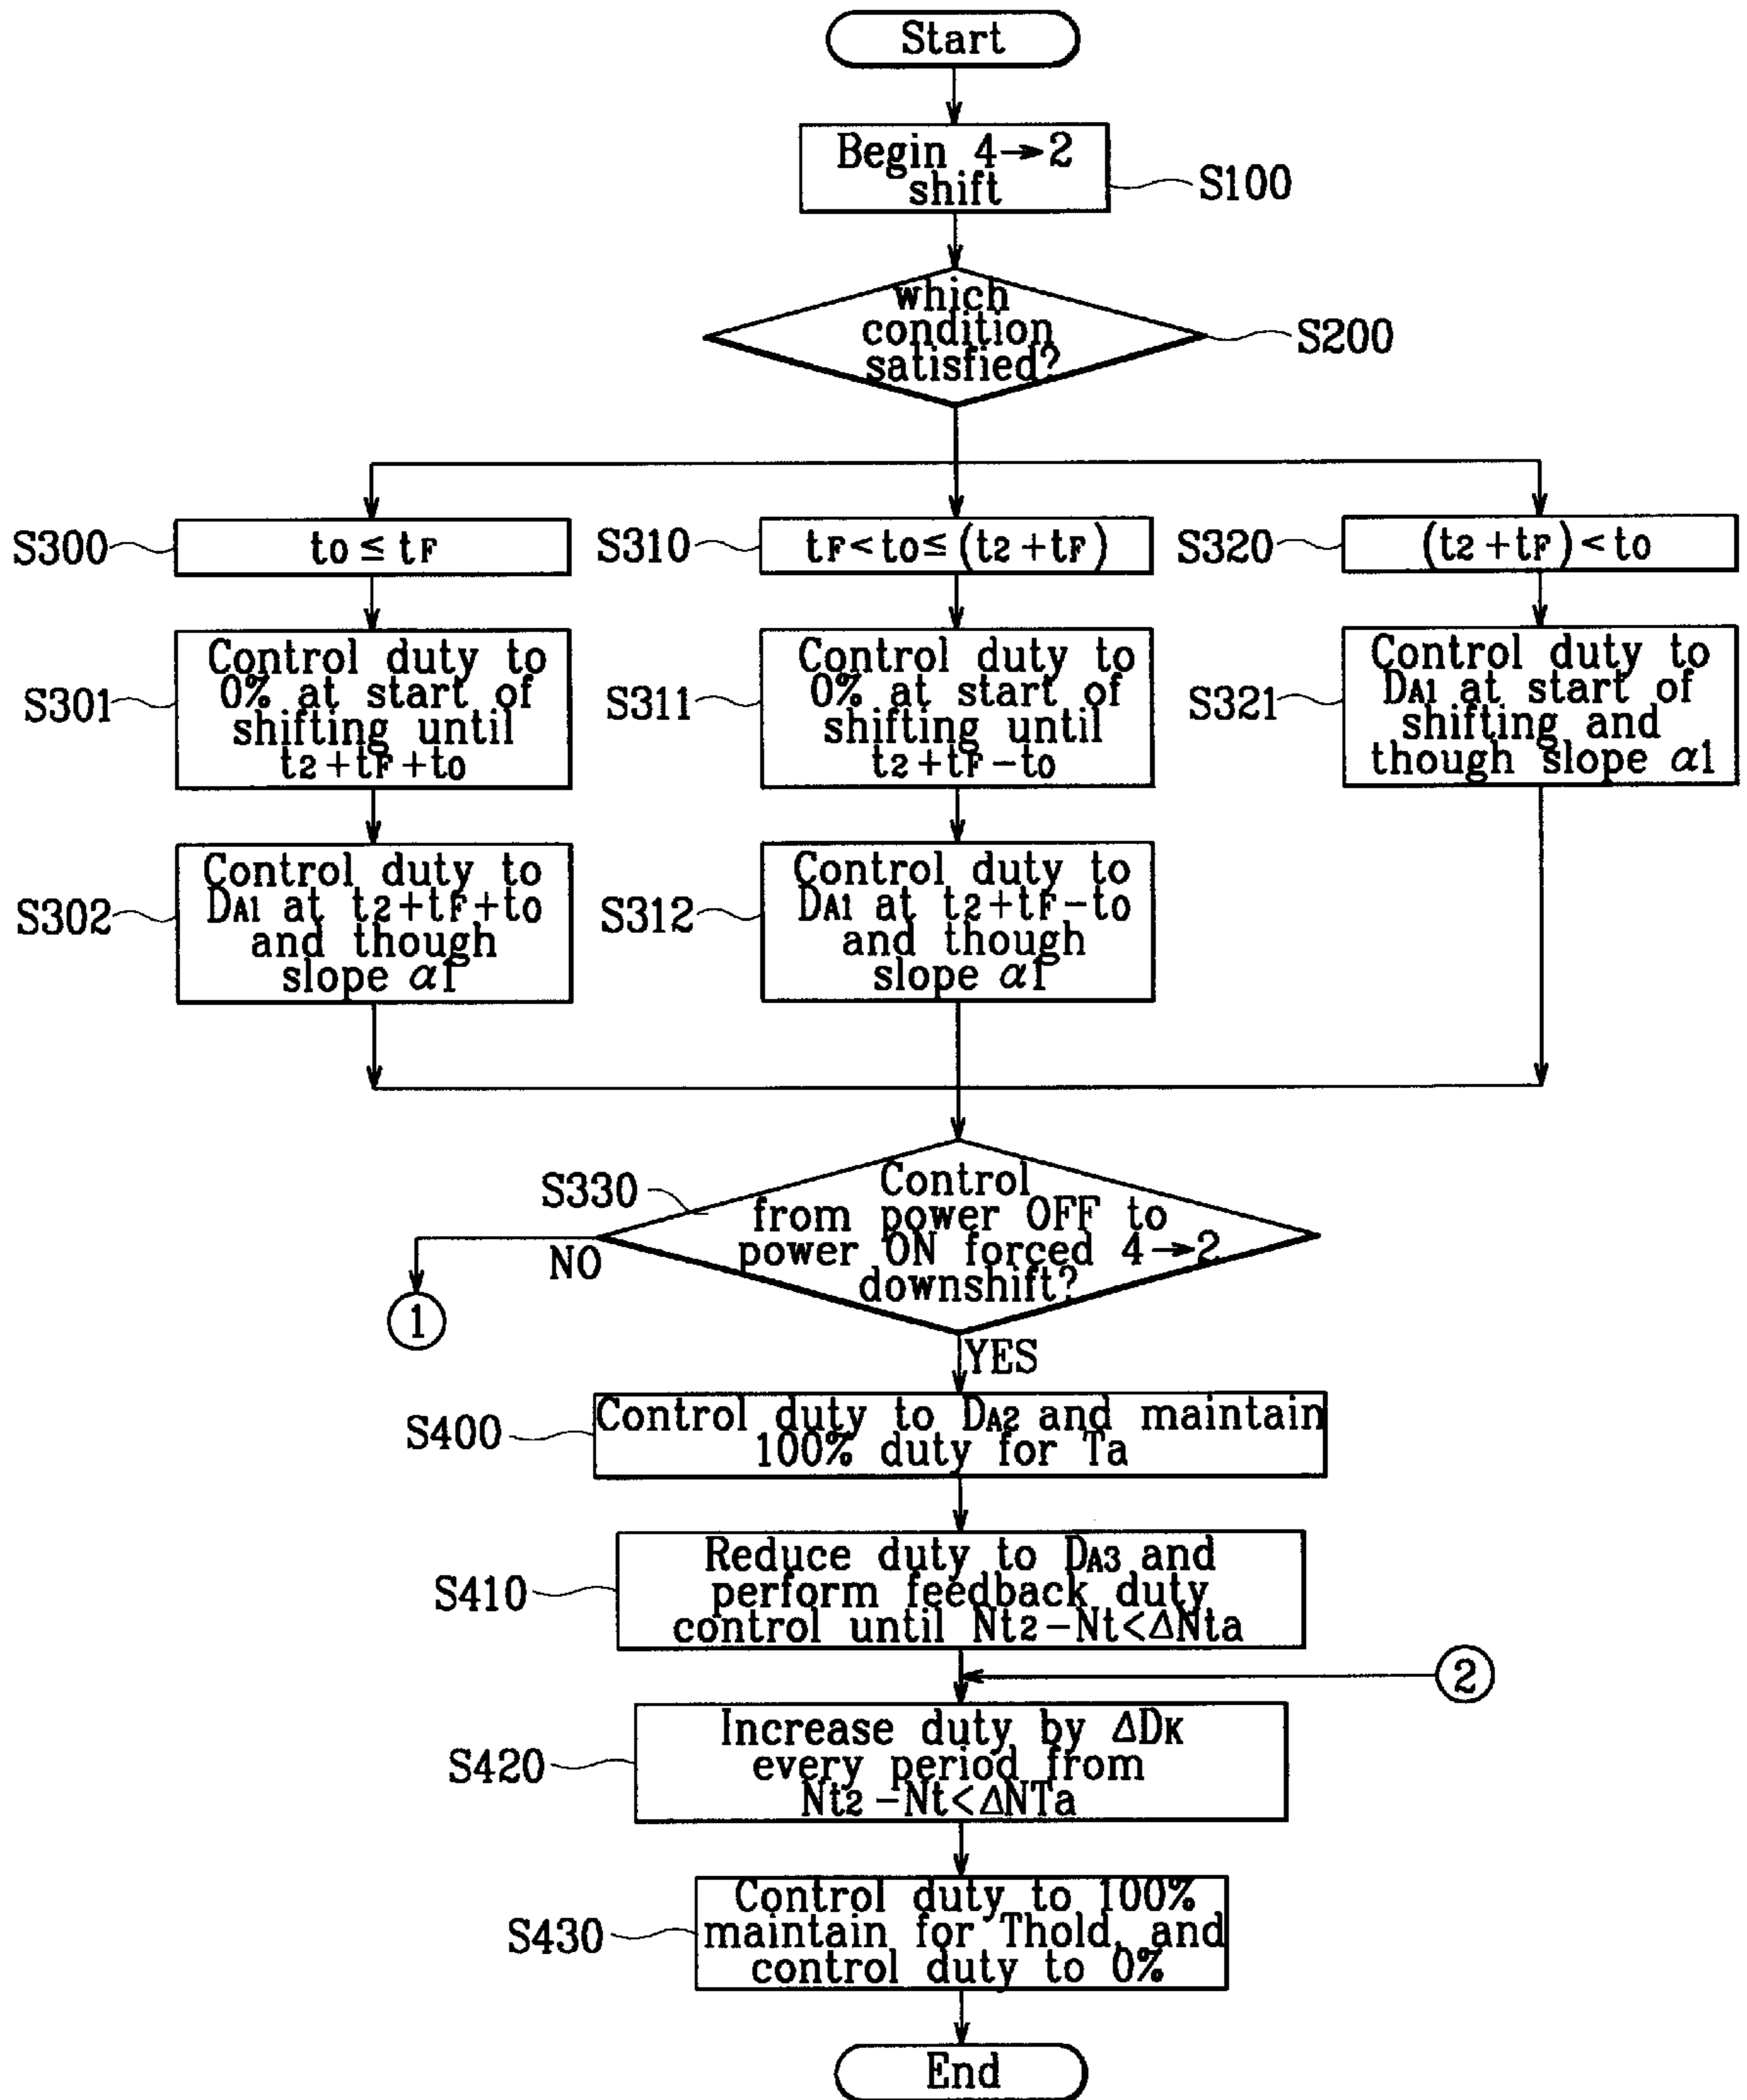 Start
Begin 4→2
shift
S100
which
condition
satisfied?
S200
S300
to ≤ tF
S310
tF < to ≤ (t2 + tF)
S320
(t2 + tF) < to
S301
Control duty to
0% at start of
shifting until
t2 + tF + to
S311
Control duty to
0% at start of
shifting until
t2 + tF − to
S321
Control duty to
DA1 at start of
shifting and
though slope α1
S302
Control duty to
DA1 at t2 + tF + to
and though
slope α1
S312
Control duty to
DA1 at t2 + tF − to
and though
slope α1
S330
Control
from power OFF to
power ON forced 4→2
downshift?
NO
1
YES
S400
Control duty to DA2 and maintain
100% duty for Ta
S410
Reduce duty to DA3 and
perform feedback duty
control until Nt2 − Nt < ΔNta
2
S420
Increase duty by ΔDK
every period from
Nt2 − Nt < ΔNTa
S430
Control duty to 100%
maintain for Thold, and
control duty to 0%
End